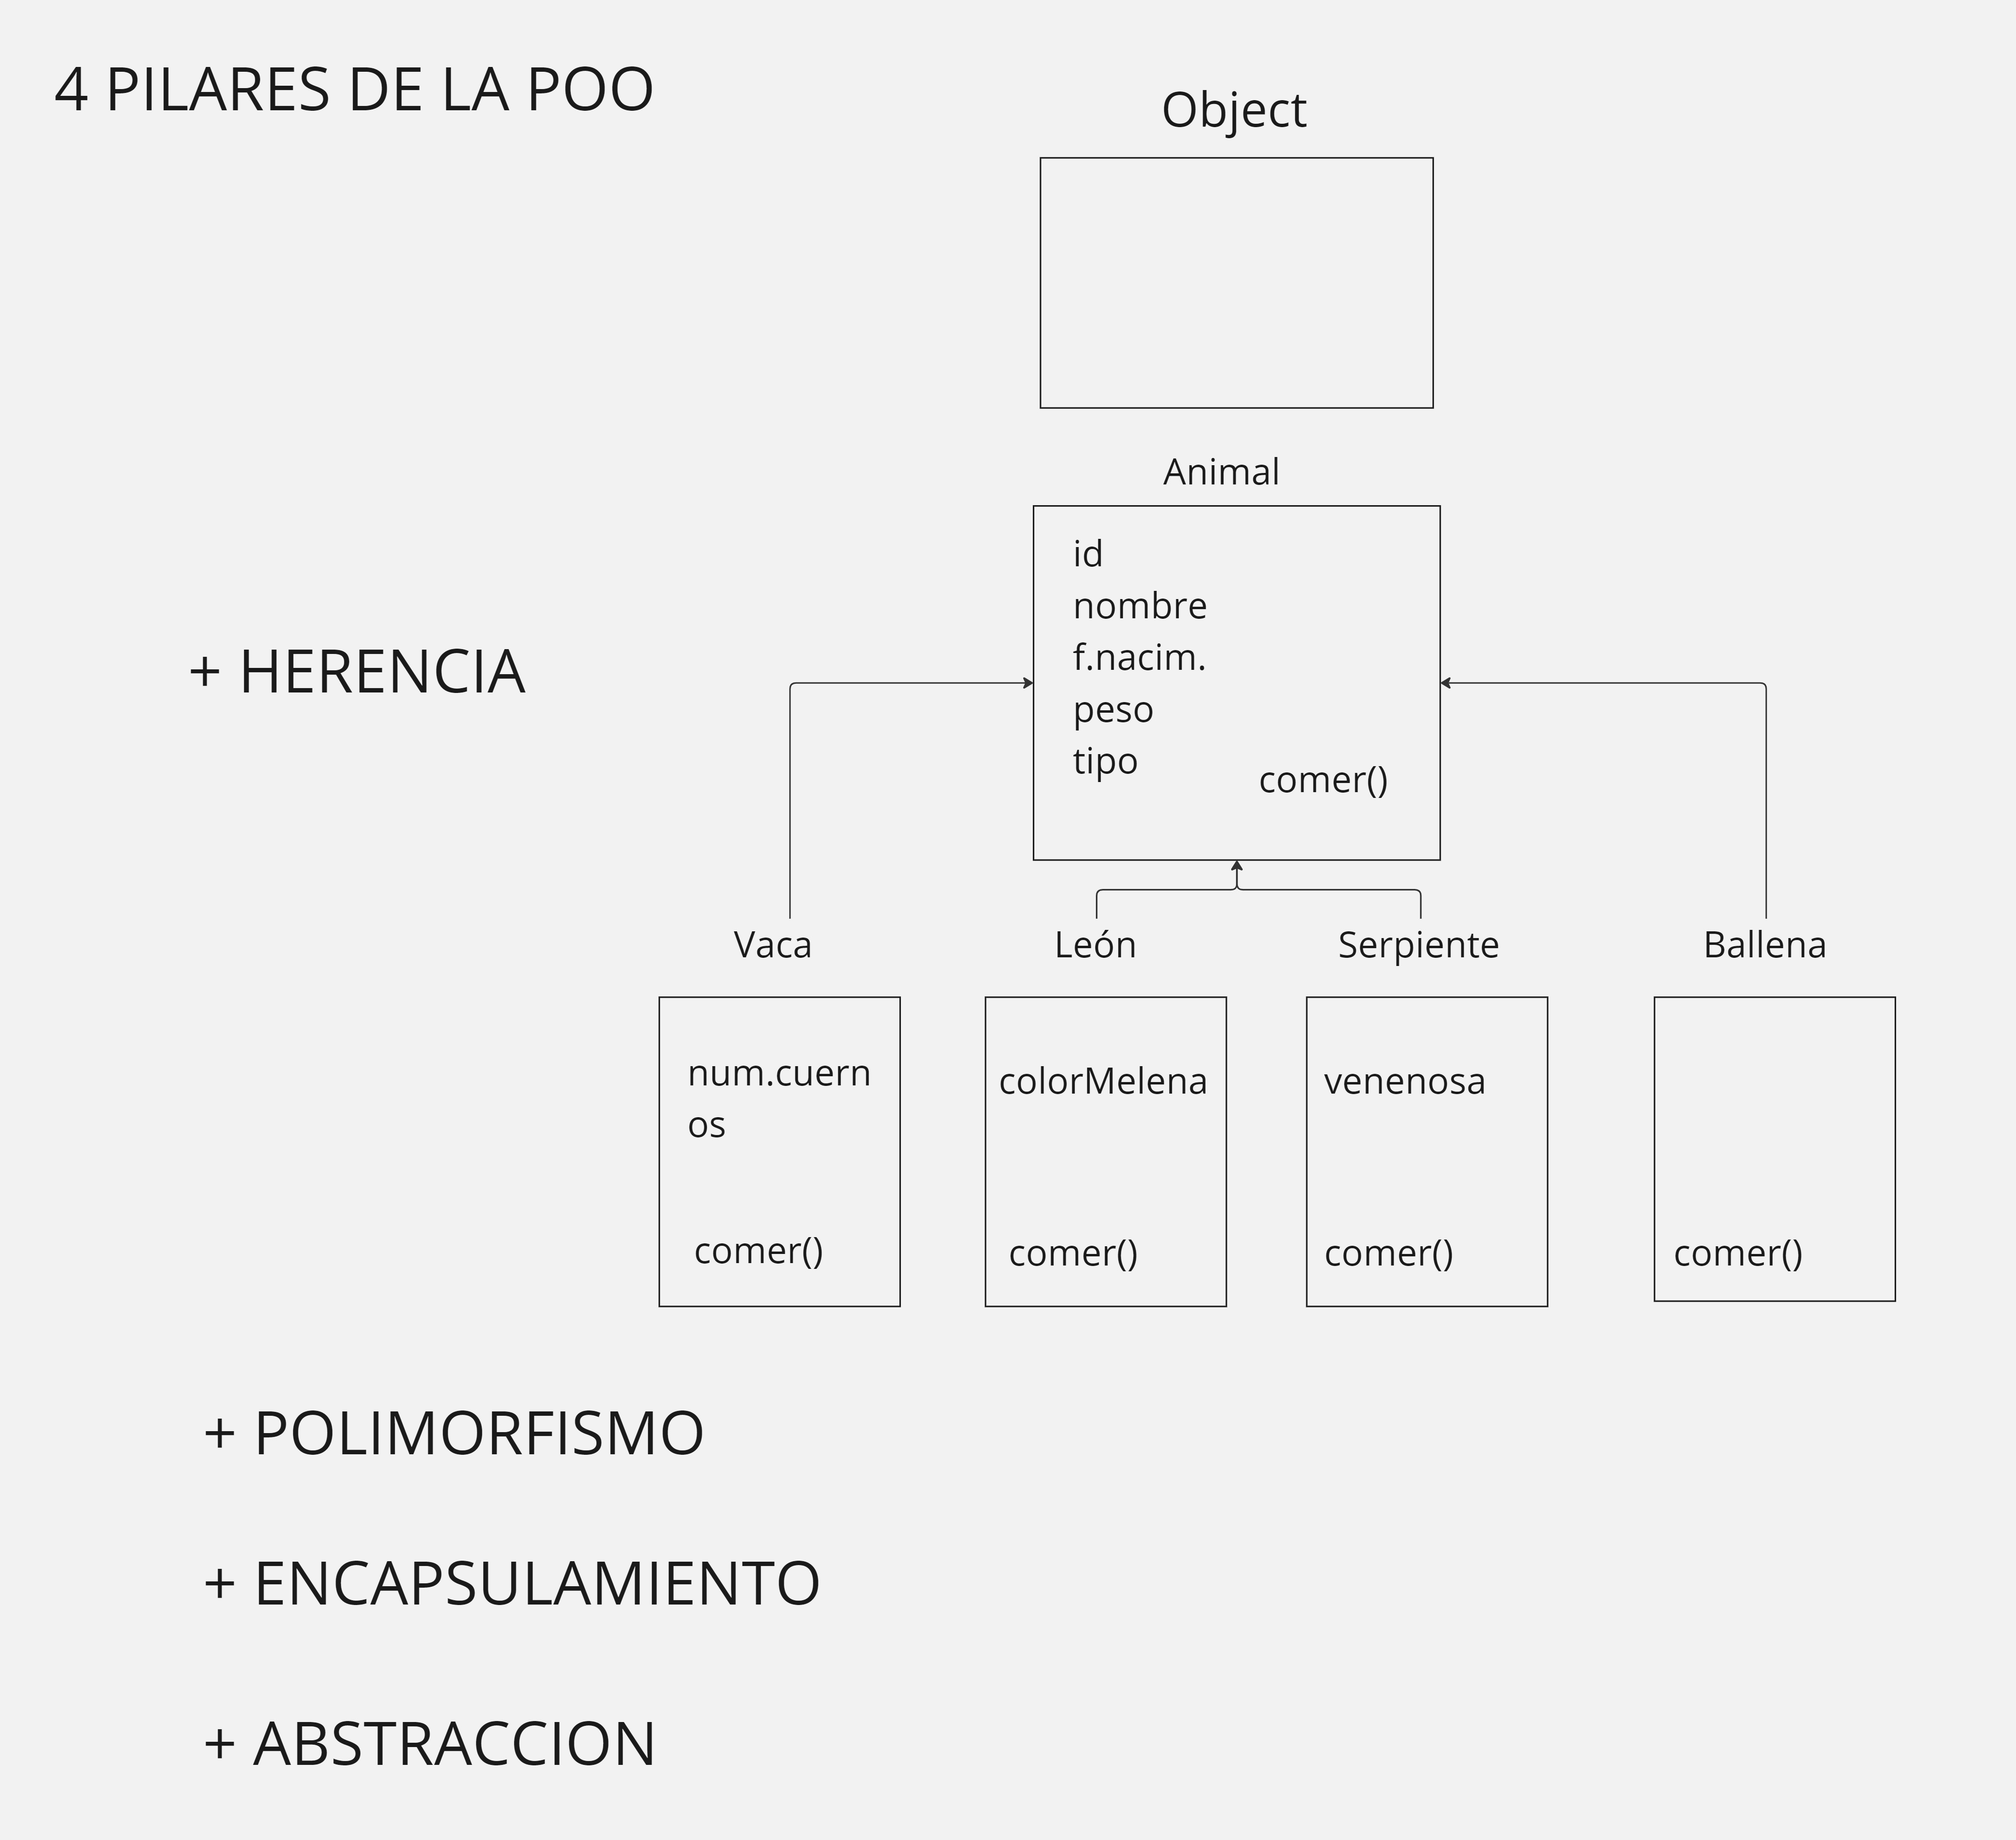 4 PILARES DE LA POO
Object
Animal
id
nombre
f.nacim.
peso
tipo
comer()
+ HERENCIA
Vaca
León
Serpiente
Ballena
num.cuern
os
comer()
colorMelena
comer()
venenosa
comer()
comer()
+ POLIMORFISMO
+ ENCAPSULAMIENTO
+ ABSTRACCION